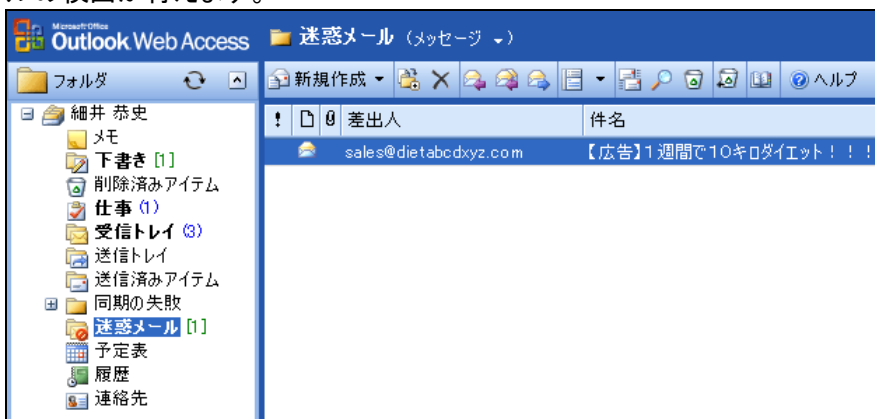 Microsoft Office
Outlook Web Access
迷惑メール (メッセージ )
フォルダ
新規作成
ヘルプ
細井 恭史
メモ
下書き [1]
削除済みアイテム
仕事 (1)
受信トレイ (3)
送信トレイ
送信済みアイテム
同期の失敗
迷惑メール [1]
予定表
履歴
連絡先
! 差出人 件名
sales@dietabcdxyz.com 【広告】1週間で10キロダイエット!!!